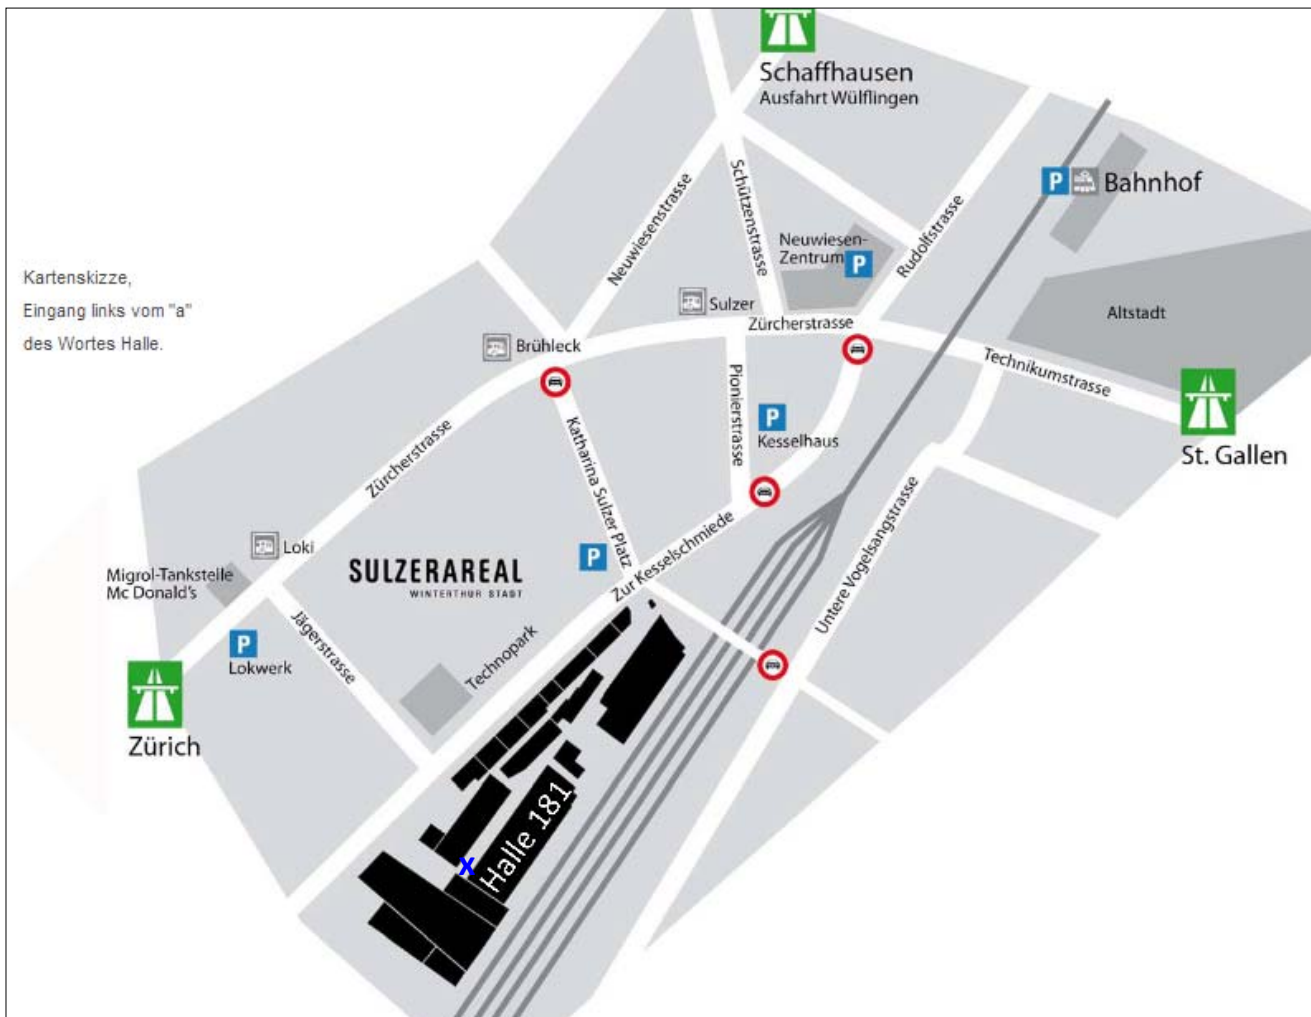 Schaffhausen
Ausfahrt Wülflingen
P
Bahnhof
Schützenstrasse
Neuwiesenstrasse
Rudolfstrasse
Neuwiesen-
Zentrum
P
Kartenskizze,
Eingang links vom "a"
des Wortes Halle.
Sulzer
Zürcherstrasse
Altstadt
Brühleck
Technikumstrasse
Pionierstrasse
P
Kesselhaus
St. Gallen
Katharina Sulzer Platz
Zürcherstrasse
Untere Vogelsangstrasse
Loki
P
Zur Kesselschmiede
SULZERAREAL
WINTERTHUR STADT
Migrol-Tankstelle
Mc Donald's
Jägerstrasse
P
Lokwerk
Technopark
Zürich
Halle 181
X